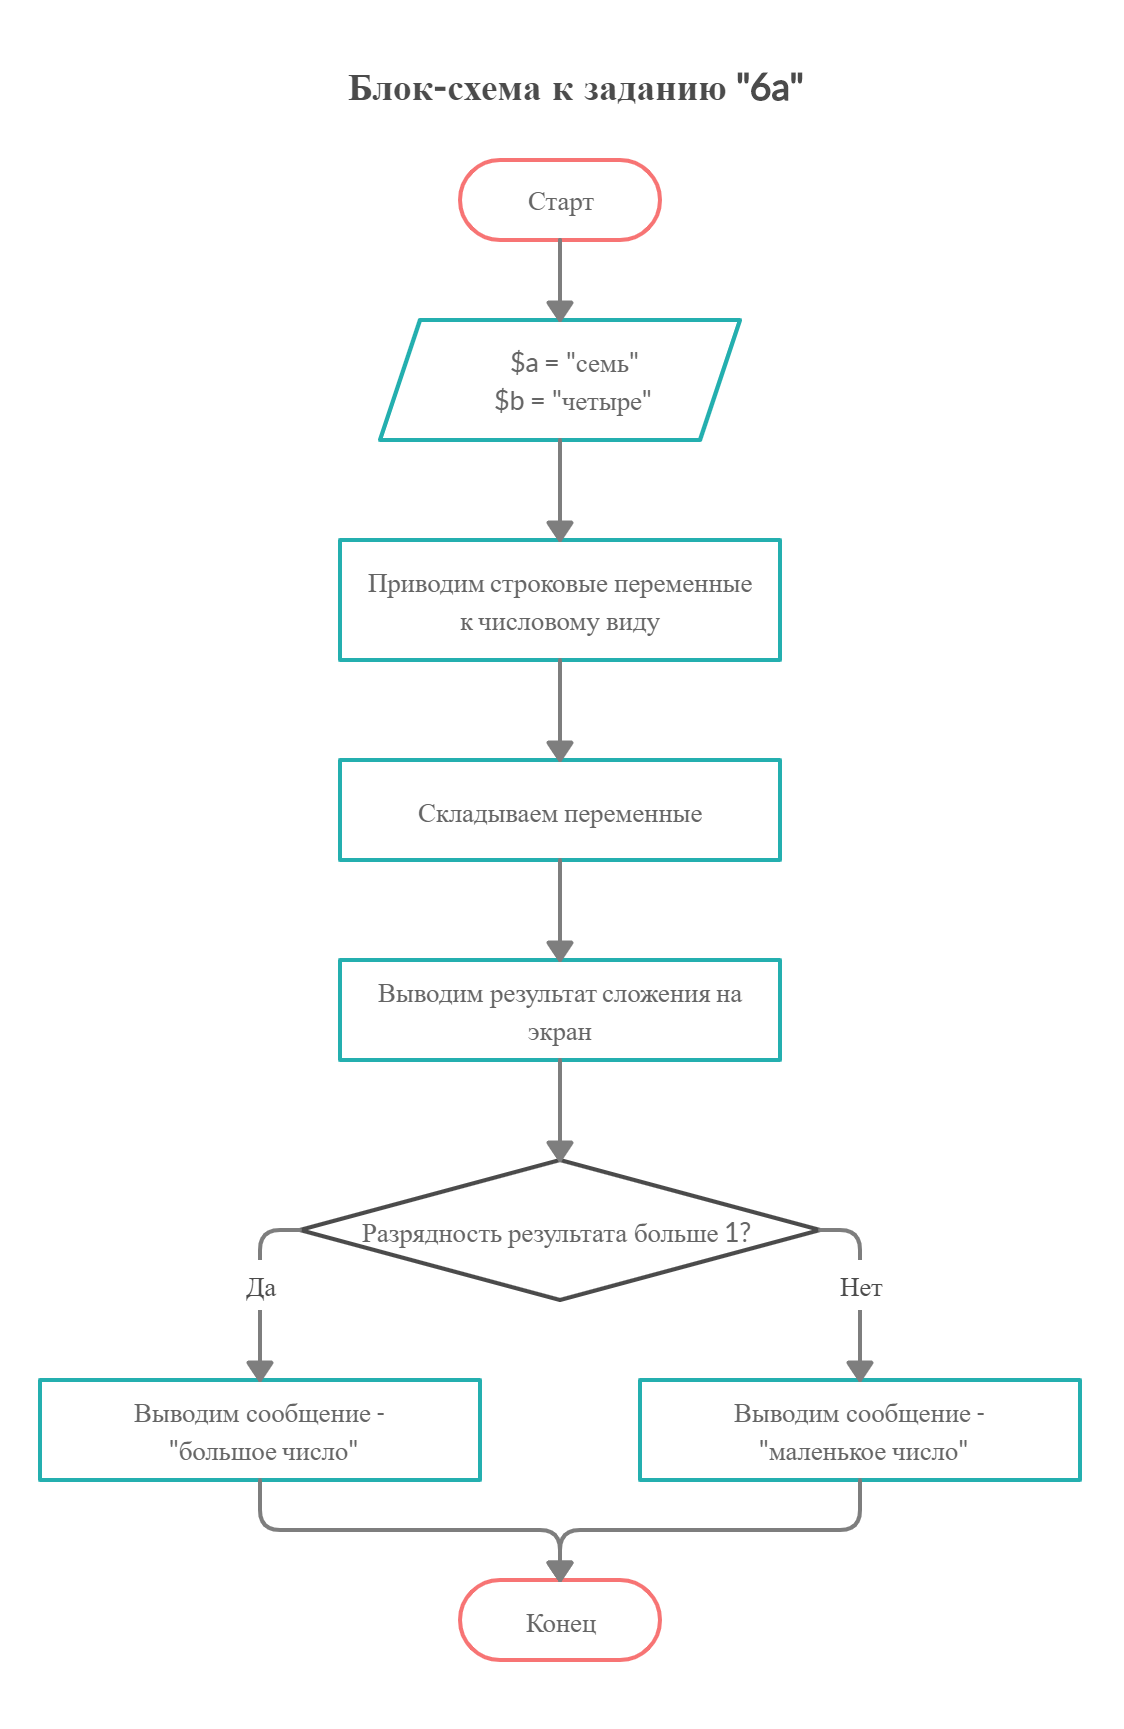 Блок-схема к заданию "6а"
Старт
$a = "семь"
$b = "четыре"
Приводим строковые переменные
к числовому виду
Складываем переменные
Выводим результат сложения на
экран
Разрядность результата больше 1?
Да
Нет
Выводим сообщение -
"большое число"
Выводим сообщение -
"маленькое число"
Конец